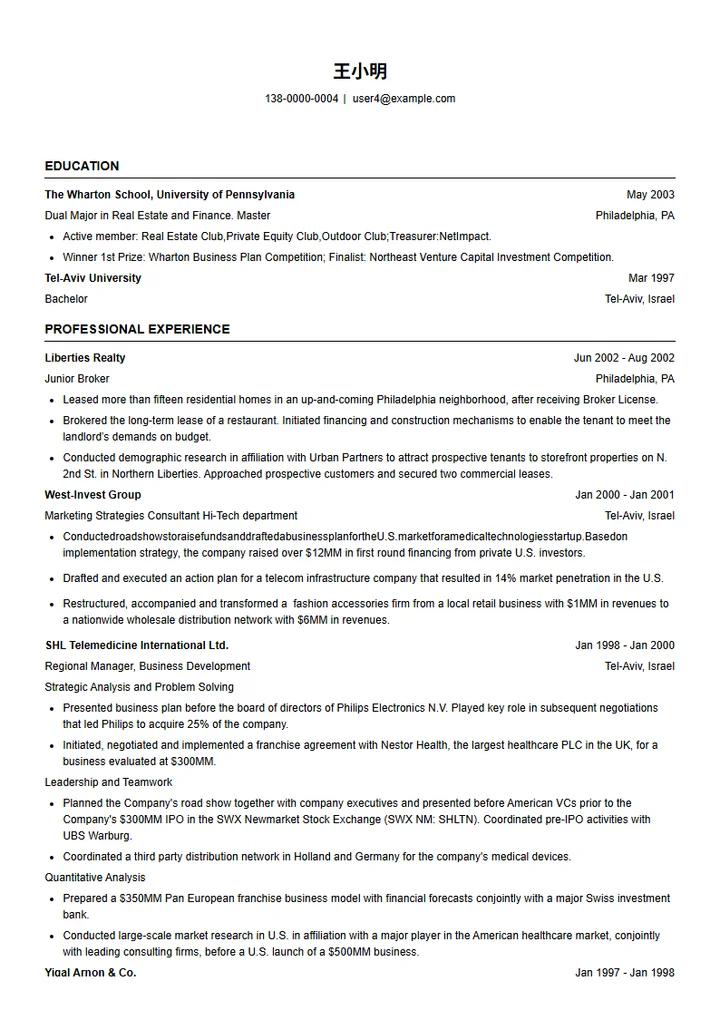 王小明
138-0000-0004 | user4@example.com
EDUCATION
The Wharton School, University of Pennsylvania May 2003
Dual Major in Real Estate and Finance. Master Philadelphia, PA
• Active member: Real Estate Club,Private Equity Club,Outdoor Club;Treasurer:NetImpact.
• Winner 1st Prize: Wharton Business Plan Competition; Finalist: Northeast Venture Capital Investment Competition.
Tel-Aviv University Mar 1997
Bachelor Tel-Aviv, Israel
PROFESSIONAL EXPERIENCE
Liberties Realty Jun 2002 - Aug 2002
Junior Broker Philadelphia, PA
• Leased more than fifteen residential homes in an up-and-coming Philadelphia neighborhood, after receiving Broker License.
• Brokered the long-term lease of a restaurant. Initiated financing and construction mechanisms to enable the tenant to meet the
landlord's demands on budget.
• Conducted demographic research in affiliation with Urban Partners to attract prospective tenants to storefront properties on N.
2nd St. in Northern Liberties. Approached prospective customers and secured two commercial leases.
West-Invest Group Jan 2000 - Jan 2001
Marketing Strategies Consultant Hi-Tech department Tel-Aviv, Israel
• ConductedroadshowstoraisefundsanddraftedabusinessplanfortheU.S.marketforamedicaltechnologiesstartup.Basedon
implementation strategy, the company raised over $12MM in first round financing from private U.S. investors.
• Drafted and executed an action plan for a telecom infrastructure company that resulted in 14% market penetration in the U.S.
• Restructured, accompanied and transformed a fashion accessories firm from a local retail business with $1MM in revenues to
a nationwide wholesale distribution network with $6MM in revenues.
SHL Telemedicine International Ltd. Jan 1998 - Jan 2000
Regional Manager, Business Development Tel-Aviv, Israel
Strategic Analysis and Problem Solving
• Presented business plan before the board of directors of Philips Electronics N.V. Played key role in subsequent negotiations
that led Philips to acquire 25% of the company.
• Initiated, negotiated and implemented a franchise agreement with Nestor Health, the largest healthcare PLC in the UK, for a
business evaluated at $300MM.
Leadership and Teamwork
• Planned the Company's road show together with company executives and presented before American VCs prior to the
Company's $300MM IPO in the SWX Newmarket Stock Exchange (SWX NM: SHLTN). Coordinated pre-IPO activities with
UBS Warburg.
• Coordinated a third party distribution network in Holland and Germany for the company's medical devices.
Quantitative Analysis
• Prepared a $350MM Pan European franchise business model with financial forecasts conjointly with a major Swiss investment
bank.
• Conducted large-scale market research in U.S. in affiliation with a major player in the American healthcare market, conjointly
with leading consulting firms, before a U.S. launch of a $500MM business.
Yigal Arnon & Co. Jan 1997 - Jan 1998